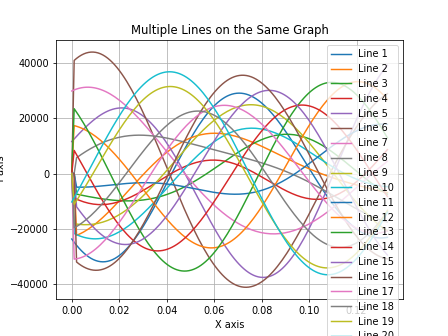 Multiple Lines on the Same Graph
40000
20000
0
−20000
−40000
0.00
0.02
0.04
0.06
0.08
0.10
X axis
Line 1
Line 2
Line 3
Line 4
Line 5
Line 6
Line 7
Line 8
Line 9
Line 10
Line 11
Line 12
Line 13
Line 14
Line 15
Line 16
Line 17
Line 18
Line 19
Line 20